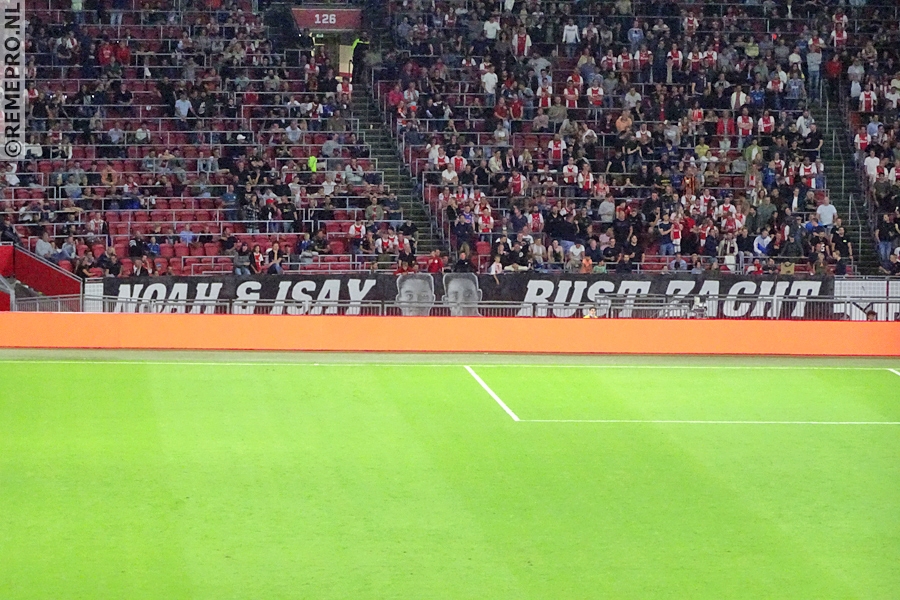 126
©REMEPRO.NL
NOAH & ISAY RUST ZACHT